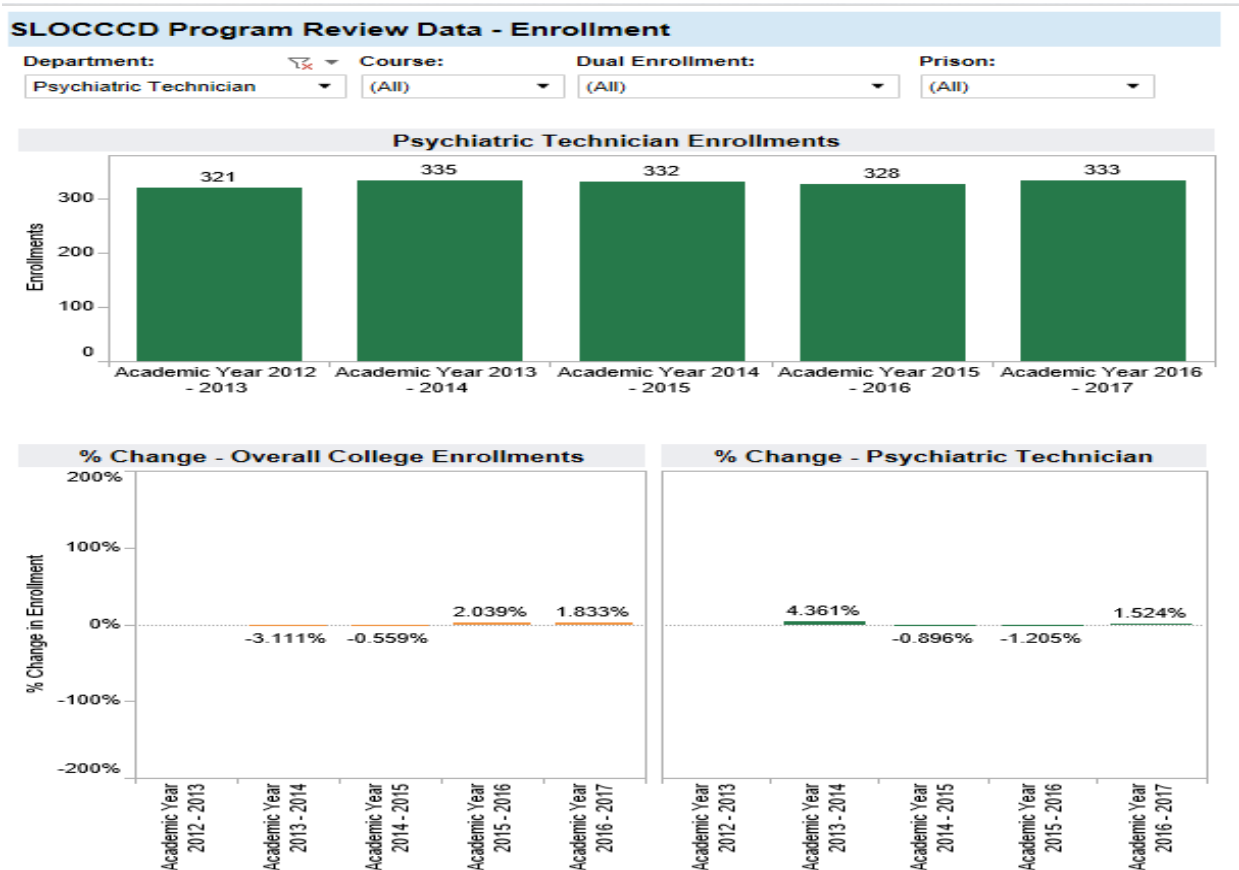 SLOCCCD Program Review Data - Enrollment
Department: Course: Dual Enrollment: Prison:
Psychiatric Technician (All) (All) (All)
Psychiatric Technician Enrollments
321 335 332 328 333
Enrollments
300
200
100
0
Academic Year 2012 Academic Year 2013 Academic Year 2014 Academic Year 2015 Academic Year 2016
- 2013 - 2014 - 2015 - 2016 - 2017
% Change - Overall College Enrollments
% Change in Enrollment
200%
100%
0%
-100%
-200%
-3.111% -0.559% 2.039% 1.833%
Academic Year
2012 - 2013
Academic Year
2013 - 2014
Academic Year
2014 - 2015
Academic Year
2015 - 2016
Academic Year
2016 - 2017
% Change - Psychiatric Technician
4.361% -0.896% -1.205% 1.524%
Academic Year
2012 - 2013
Academic Year
2013 - 2014
Academic Year
2014 - 2015
Academic Year
2015 - 2016
Academic Year
2016 - 2017